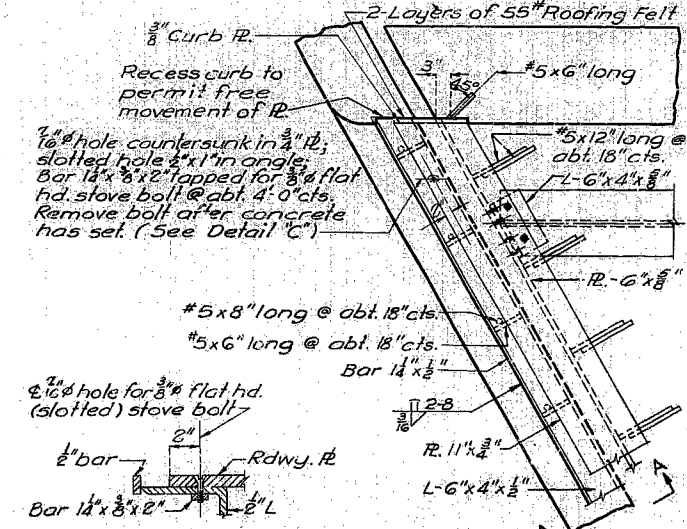 2-Layers of 55# Roofing Felt
3/8" Curb PL.
Recess curb to
permit free
movement of PL.
3"
45°
#5x6" long
7/16"ø hole countersunk in 3/4" PL;
slotted hole 1/2"x1" in angle;
Bar 1 1/4"x 3/8"x2" tapped for 3/8"ø flat
hd. stove bolt @ abt. 4'-0"cts.
Remove bolt after concrete
has set. (See Detail "C")
#5x12" long @
abt. 18"cts.
L-6"x4"x 5/8"
PL.-6"x 5/8"
#5x8" long @ abt. 18"cts.
#5x6" long @ abt. 18"cts.
Bar 1 1/4"x 1/2"
3/16 2-8
PL. 11"x 3/4"
L-6"x4"x 1/2"
A
℄ 7/16"ø hole for 3/8"ø flat hd.
(slotted) stove bolt
2"
1/2" bar
Rdwy. PL
Bar 1 1/4"x 3/8"x2"
1/2" L